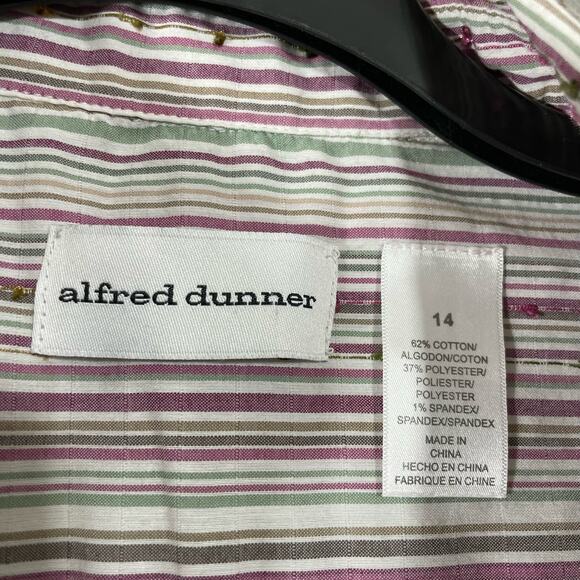 alfred dunner
14
62% COTTON/
ALGODON/COTON
37% POLYESTER/
POLIESTER/
POLYESTER
1% SPANDEX/
SPANDEX/SPANDEX
MADE IN
CHINA
HECHO EN CHINA
FABRIQUE EN CHINE